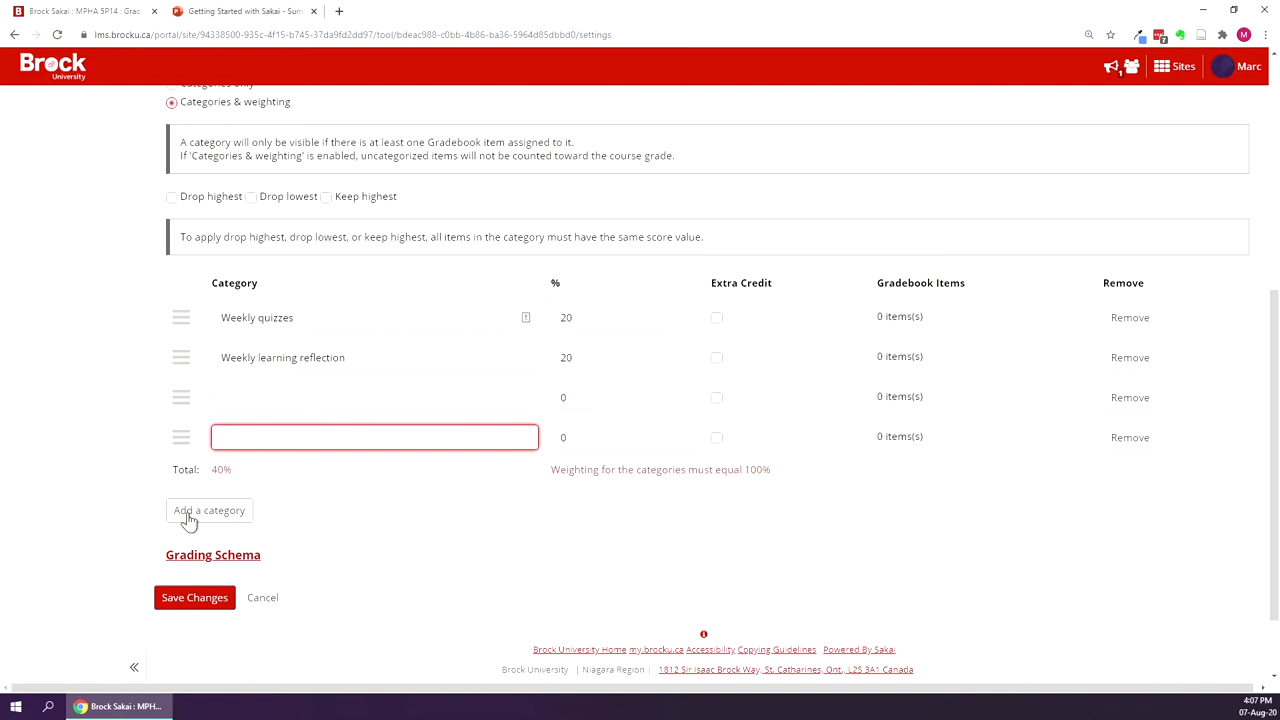 Brock Sakai : MPHA 5P14 : Grad
Getting Started with Sakai - Sum
lms.brocku.ca/portal/site/94338500-935c-4f15-b745-37da9fd2dd97/tool/bdeac988-c0bb-4b86-ba36-5964d85dbbd0/settings
7
M
Brock
University
1
Sites
Marc
Categories only
Categories & weighting
A category will only be visible if there is at least one Gradebook item assigned to it.
If 'Categories & weighting' is enabled, uncategorized items will not be counted toward the course grade.
Drop highest Drop lowest Keep highest
To apply drop highest, drop lowest, or keep highest, all items in the category must have the same score value.
Category % Extra Credit Gradebook Items Remove
Weekly quizzes 20 0 items(s) Remove
Weekly learning reflection 20 0 items(s) Remove
0 0 items(s) Remove
0 0 items(s) Remove
Total: 40% Weighting for the categories must equal 100%
Add a category
Grading Schema
Save Changes Cancel
Brock University Home my.brocku.ca Accessibility Copying Guidelines Powered By Sakai
Brock University | Niagara Region | 1812 Sir Isaac Brock Way, St. Catharines, Ont., L2S 3A1 Canada
Brock Sakai : MPH...
4:07 PM
07-Aug-20